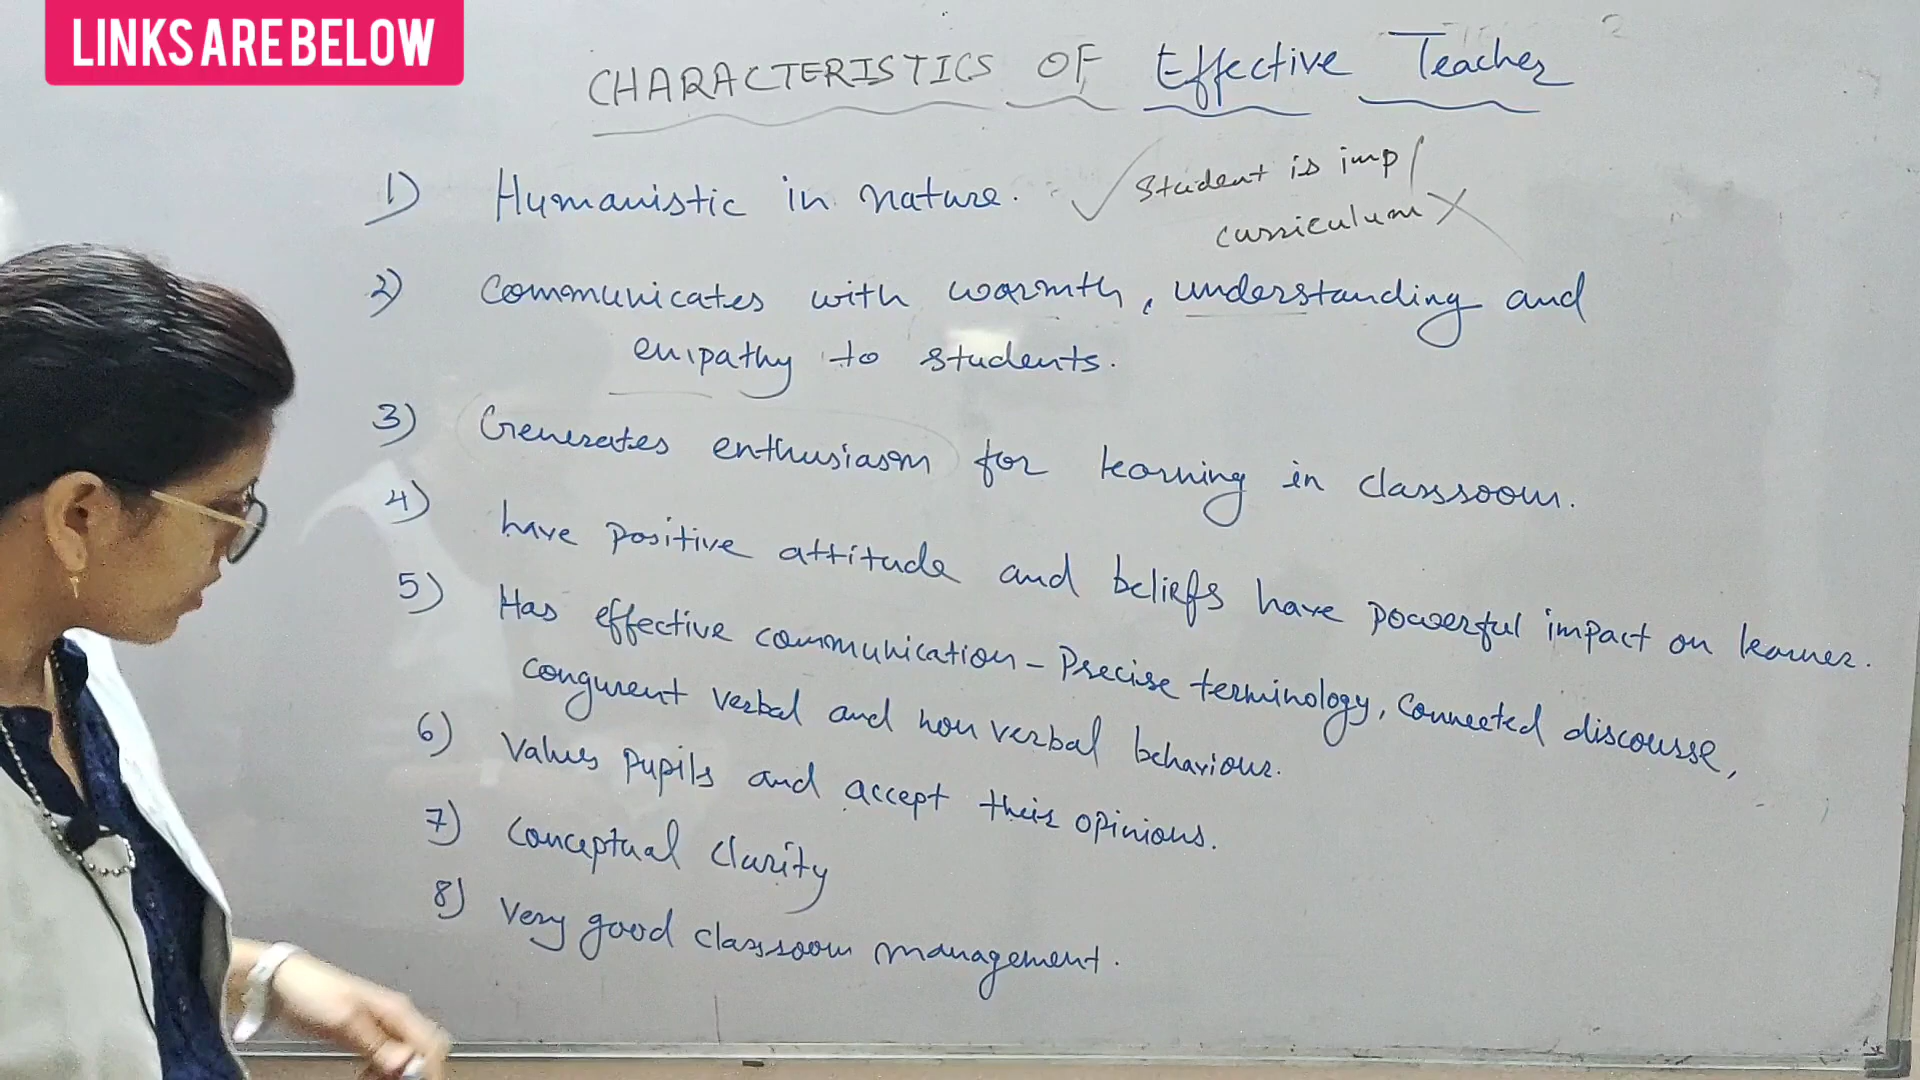 LINKS ARE BELOW
CHARACTERISTICS OF Effective Teacher
1) Humanistic in nature. ✓ Student is imp /
curriculum X
2) Communicates with warmth, understanding and
empathy to students.
3) Generates enthusiasm for learning in classroom.
4) have positive attitude and beliefs have powerful impact on learner.
5) Has effective communication - Precise terminology, connected discourse,
congurent verbal and non verbal behaviour.
6) Values pupils and accept their opinions.
7) Conceptual clarity
8) Very good classroom management.